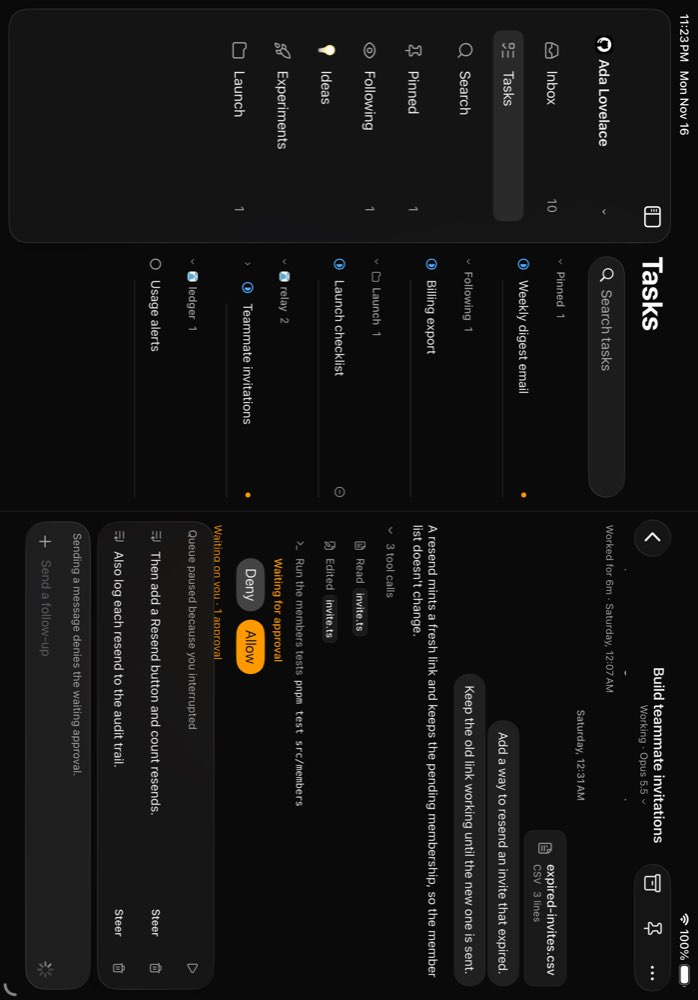 11:23 PM Mon Nov 16
100%
Ada Lovelace
Inbox 10
Tasks
Search
Pinned 1
Following 1
Ideas
Experiments
Launch 1
Tasks
Search tasks
Pinned 1
Weekly digest email
Following 1
Billing export
Launch 1
Launch checklist
relay 2
Teammate invitations
ledger 1
Usage alerts
Build teammate invitations
Working · Opus 5.5
Worked for 6m · Saturday, 12:07 AM
Saturday, 12:31 AM
expired-invites.csv
CSV 3 lines
Add a way to resend an invite that expired.
Keep the old link working until the new one is sent.
A resend mints a fresh link and keeps the pending membership, so the member
list doesn't change.
3 tool calls
Read invite.ts
Edited invite.ts
Run the members tests pnpm test src/members
Waiting for approval
Deny Allow
Waiting on you · 1 approval
Queue paused because you interrupted
Then add a Resend button and count resends. Steer
Also log each resend to the audit trail. Steer
Sending a message denies the waiting approval.
Send a follow-up